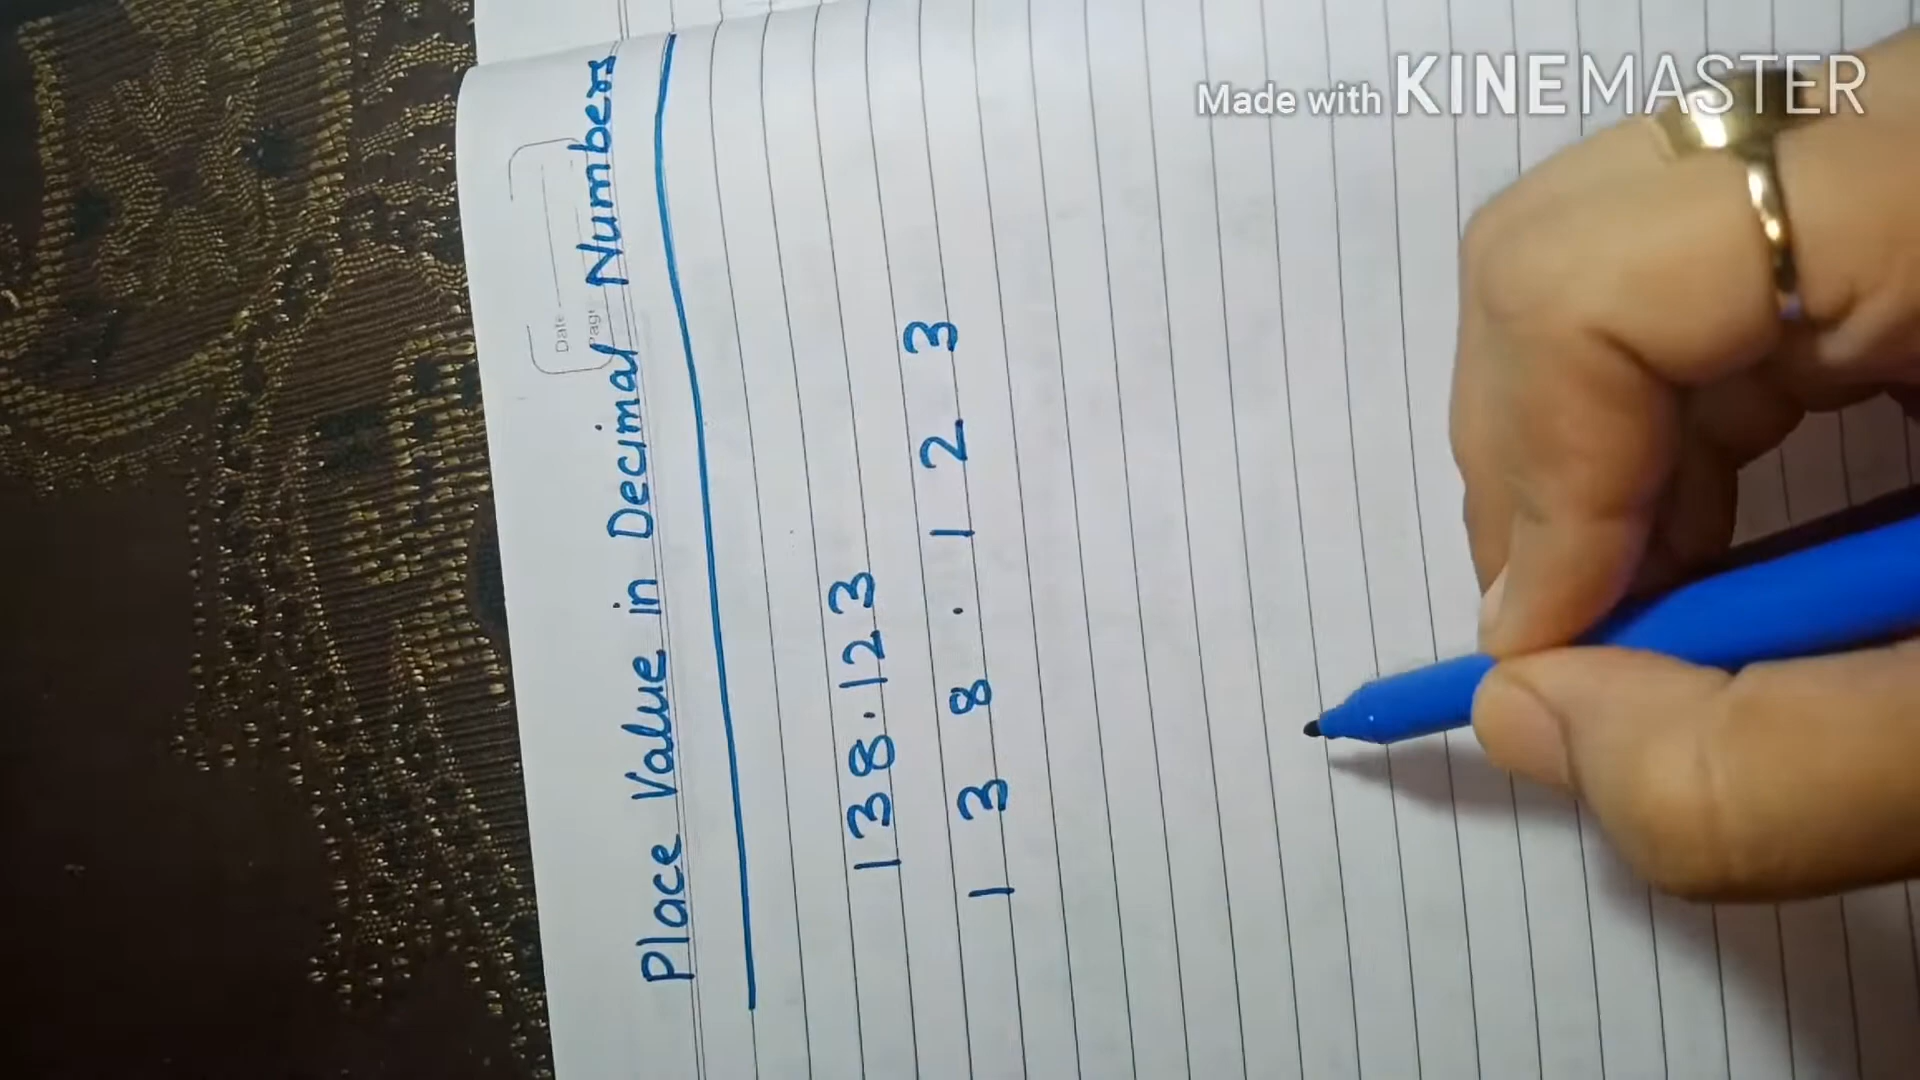 Made with KINEMASTER
Date
Page
Place Value in Decimal Numbers
138.123
1 3 8 . 1 2 3